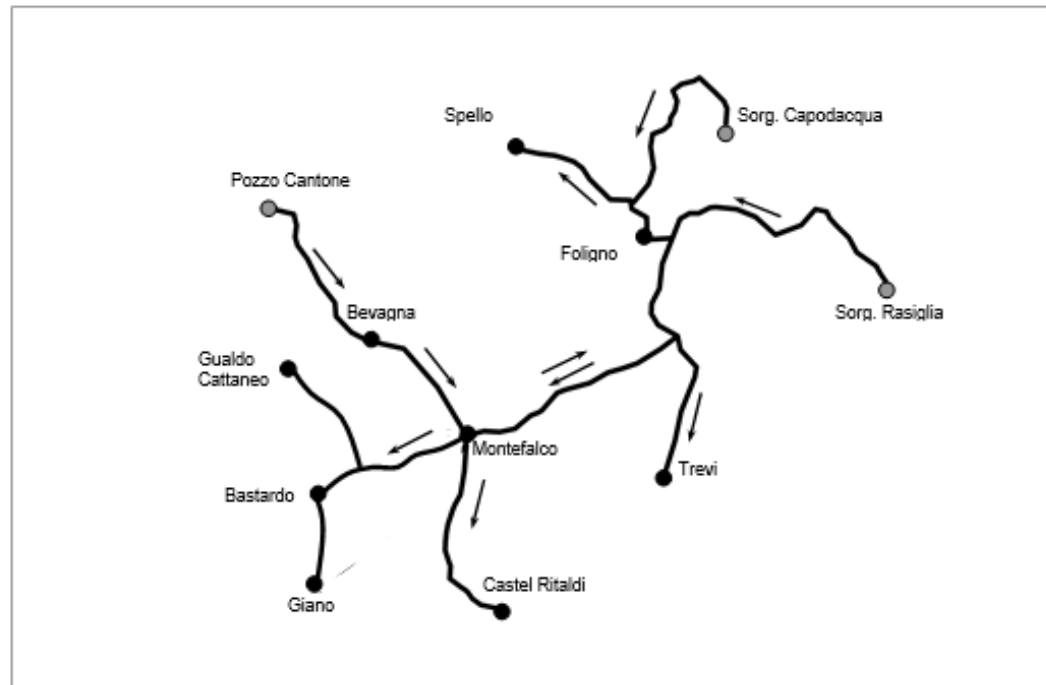 Spello
Sorg. Capodacqua
Pozzo Cantone
Foligno
Sorg. Rasiglia
Bevagna
Gualdo
Cattaneo
Montefalco
Trevi
Bastardo
Castel Ritaldi
Giano